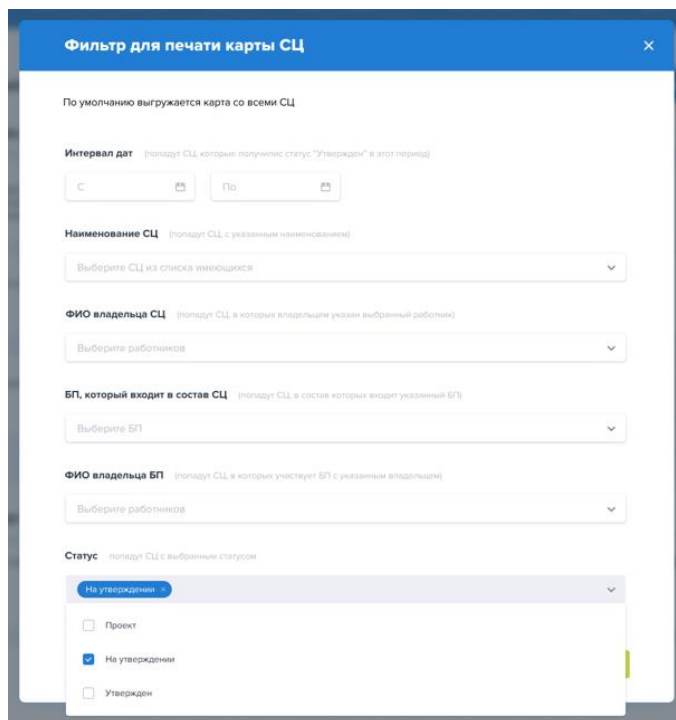 Фильтр для печати карты СЦ
По умолчанию выгружается карта со всеми СЦ
Интервал дат (попадут СЦ, которые получилис статус "Утвержден" в этот период)
С По
Наименование СЦ (попадут СЦ, с указанным наименованием)
Выберите СЦ из списка имеющихся
ФИО владельца СЦ (попадут СЦ, в которых владельцем указан выбранный работник)
Выберите работников
БП, который входит в состав СЦ (попадут СЦ, в состав которых входит указанный БП)
Выберите БП
ФИО владельца БП (попадут СЦ, в которых участвует БП с указанным владельцем)
Выберите работников
Статус попадут СЦ с выбранным статусом
На утверждении ×
Проект
На утверждении
Утвержден